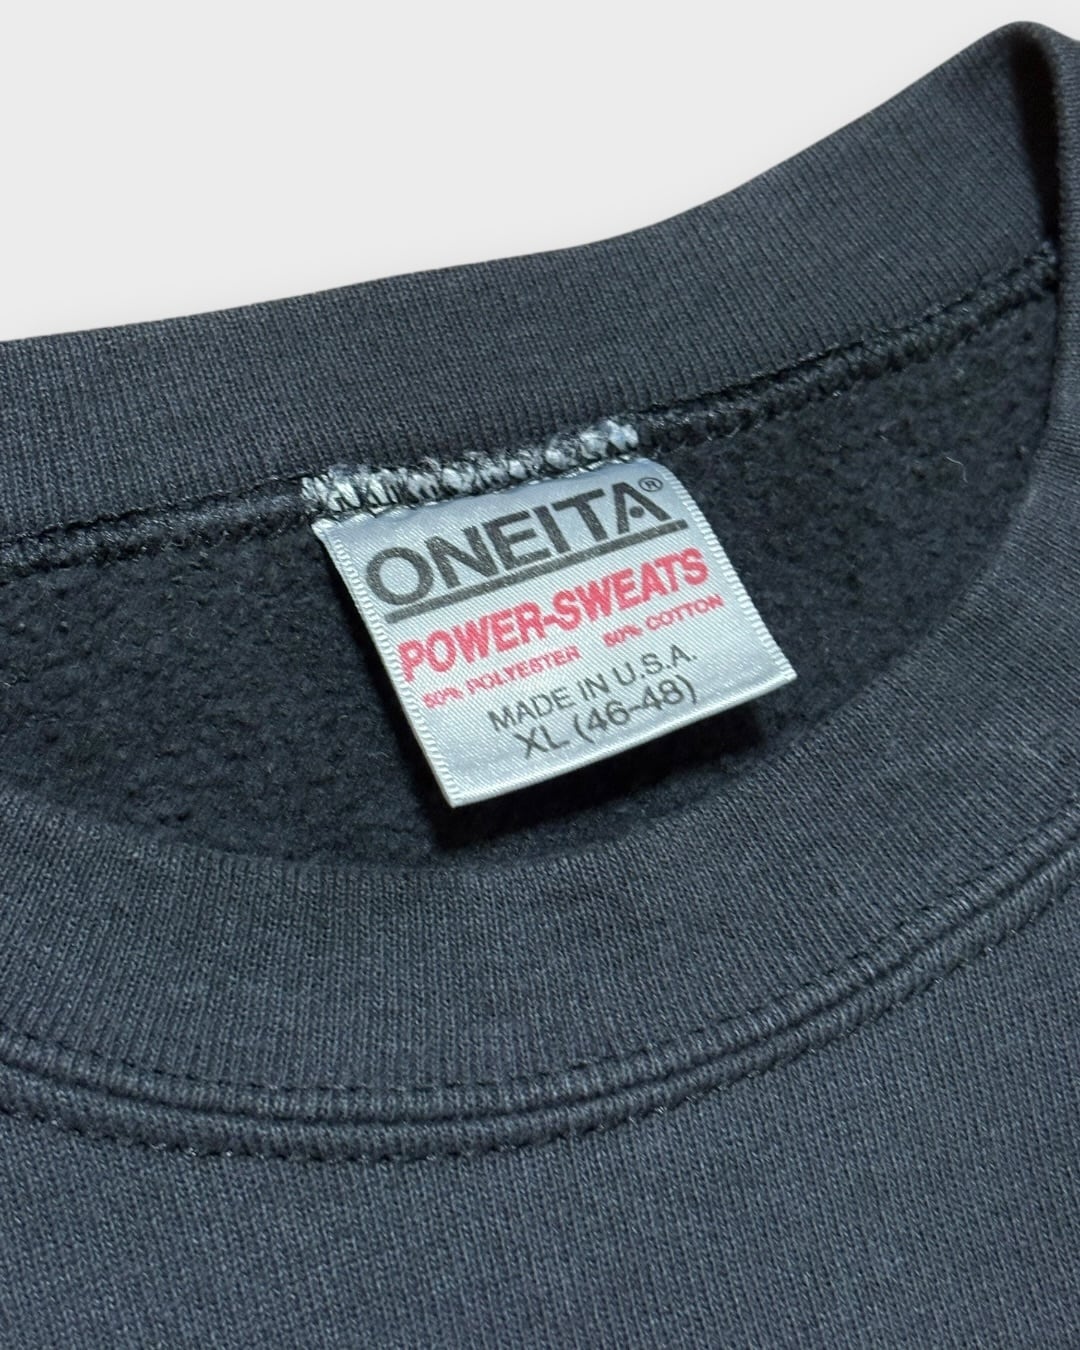 ONEITA®
POWER-SWEATS
50% POLYESTER 50% COTTON
MADE IN U.S.A.
XL (46-48)